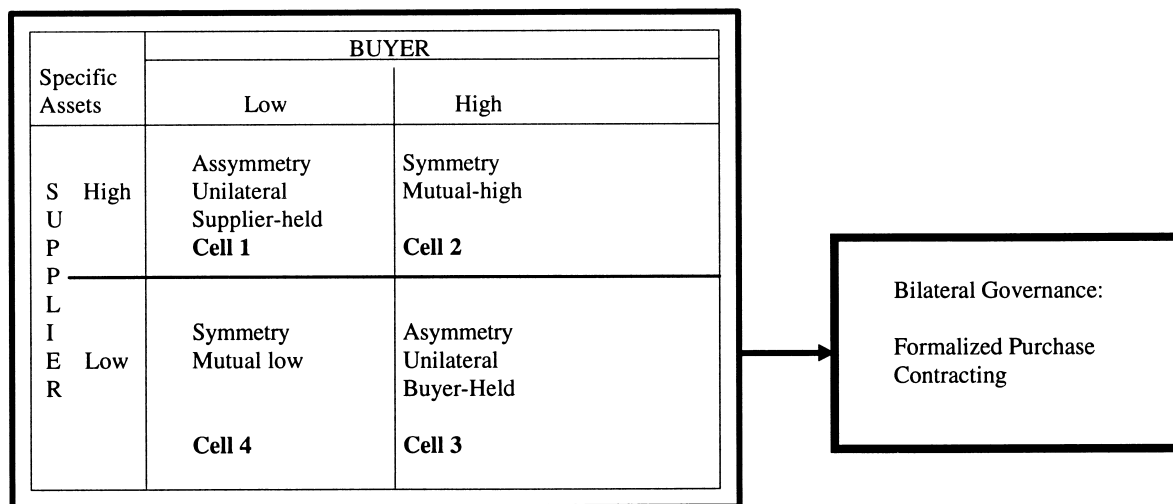 BUYER
Specific
Assets
Low
High
SUPPPLIER
High
Assymmetry
Unilateral
Supplier-held
Cell 1
Symmetry
Mutual-high
Cell 2
Low
Symmetry
Mutual low
Cell 4
Asymmetry
Unilateral
Buyer-Held
Cell 3
Bilateral Governance:
Formalized Purchase
Contracting